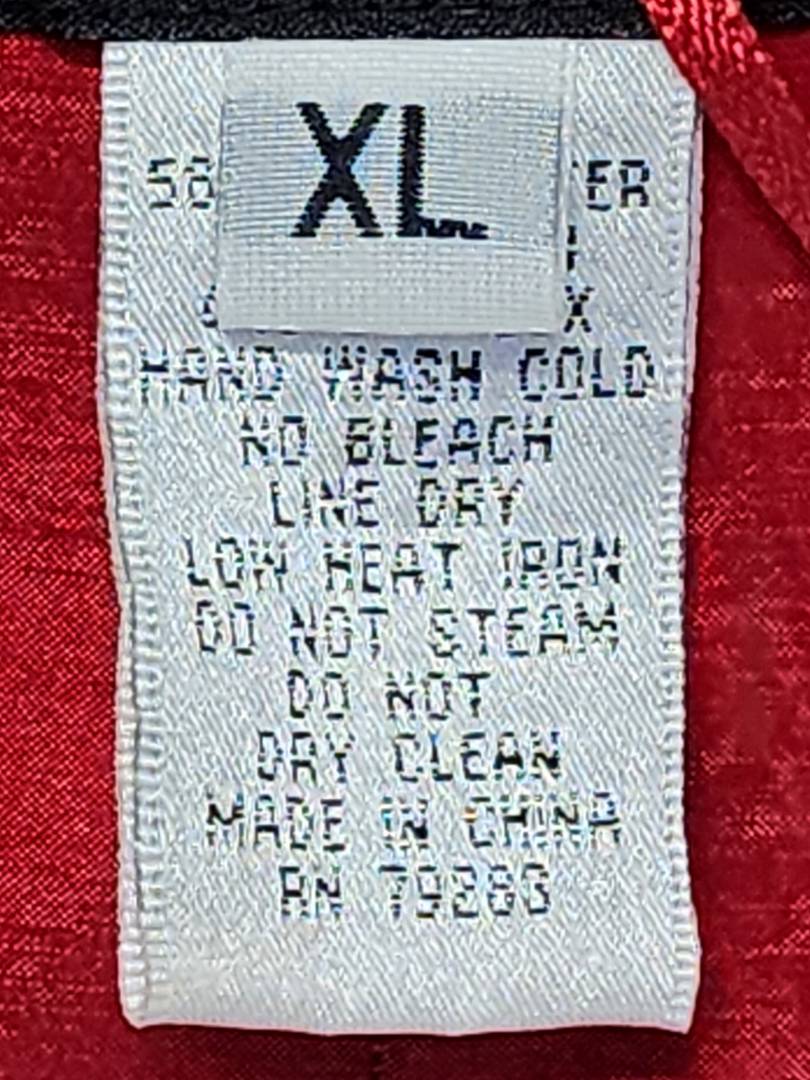 XL
HAND WASH COLD
NO BLEACH
LINE DRY
LOW HEAT IRON
DO NOT STEAM
DO NOT
DRY CLEAN
MADE IN CHINA
RN